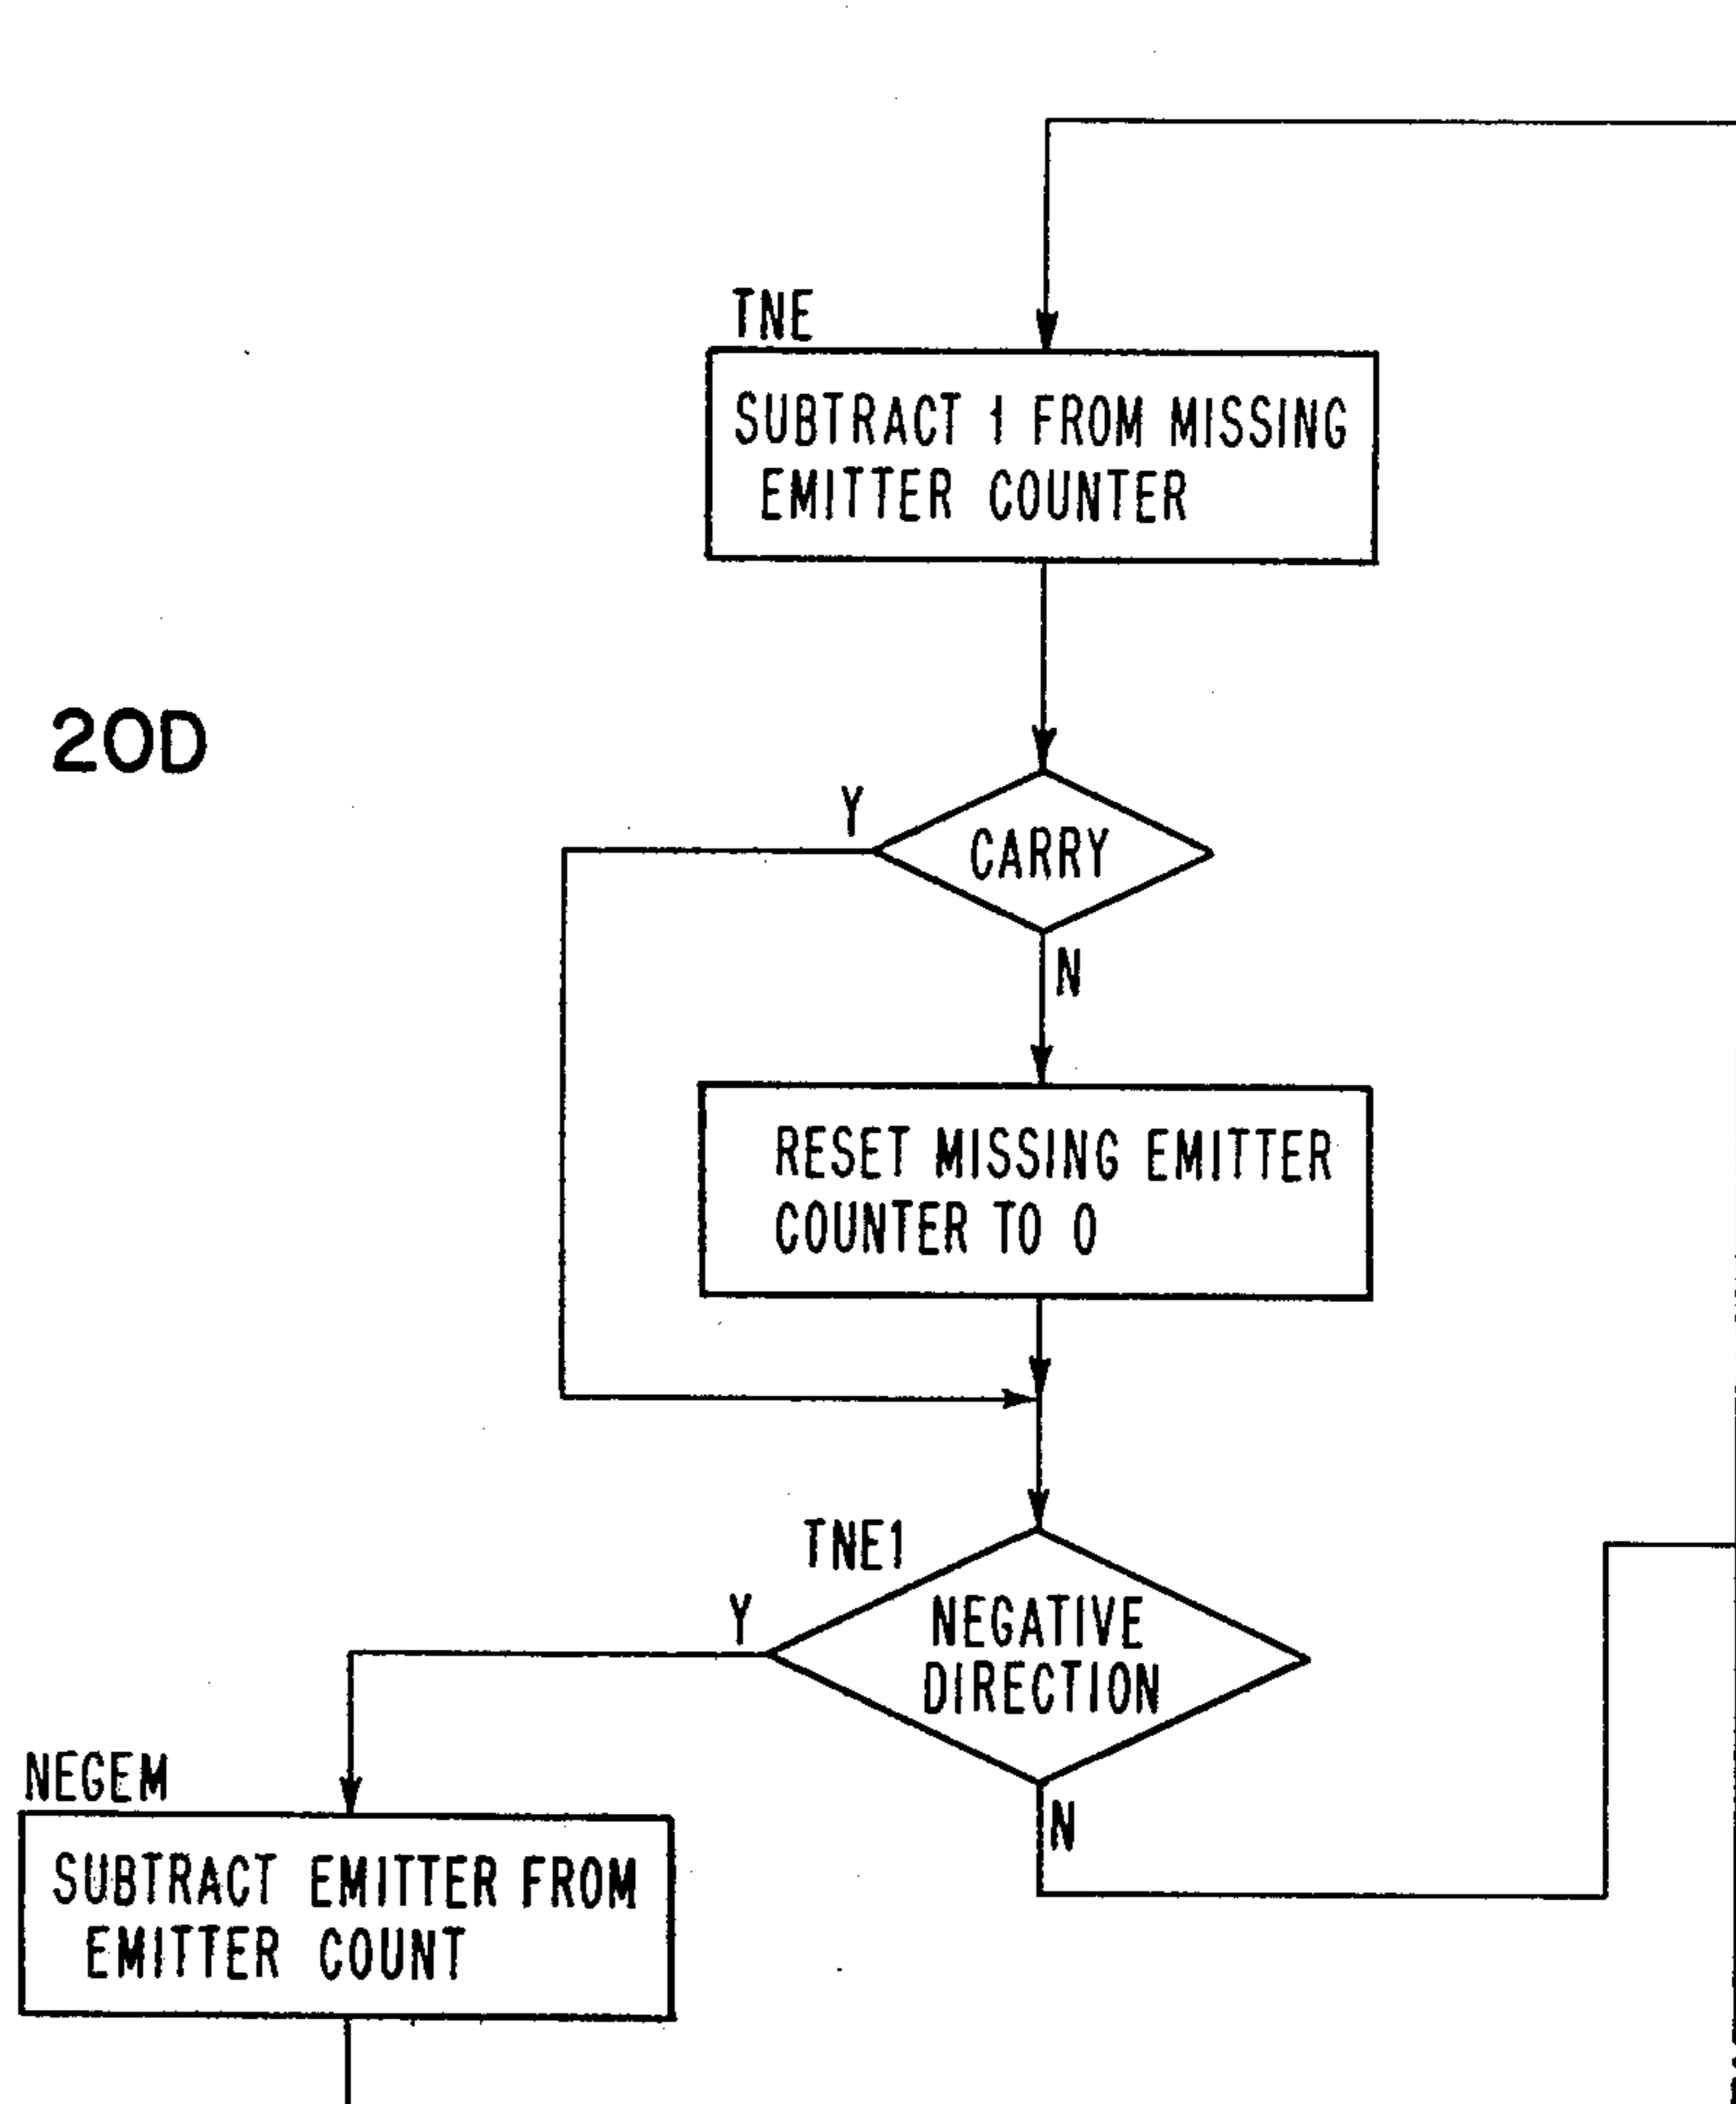 TNE
SUBTRACT 1 FROM MISSING
EMITTER COUNTER
20D
Y
CARRY
N
RESET MISSING EMITTER
COUNTER TO 0
TNE1
Y
NEGATIVE
DIRECTION
NEGEM
N
SUBTRACT EMITTER FROM
EMITTER COUNT